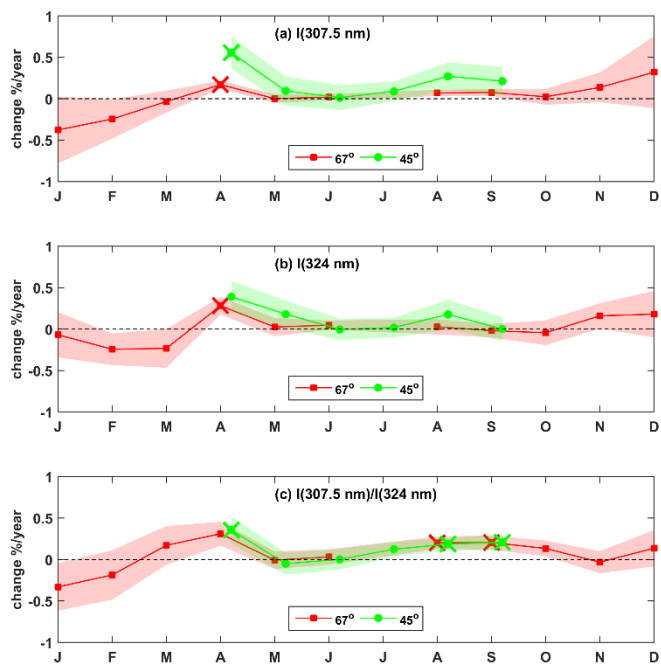 (a) I(307.5 nm)
change %/year
1
0.5
0
-0.5
-1
67° 45°
J F M A M J J A S O N D
(b) I(324 nm)
change %/year
1
0.5
0
-0.5
-1
67° 45°
J F M A M J J A S O N D
(c) I(307.5 nm)/I(324 nm)
change %/year
1
0.5
0
-0.5
-1
67° 45°
J F M A M J J A S O N D